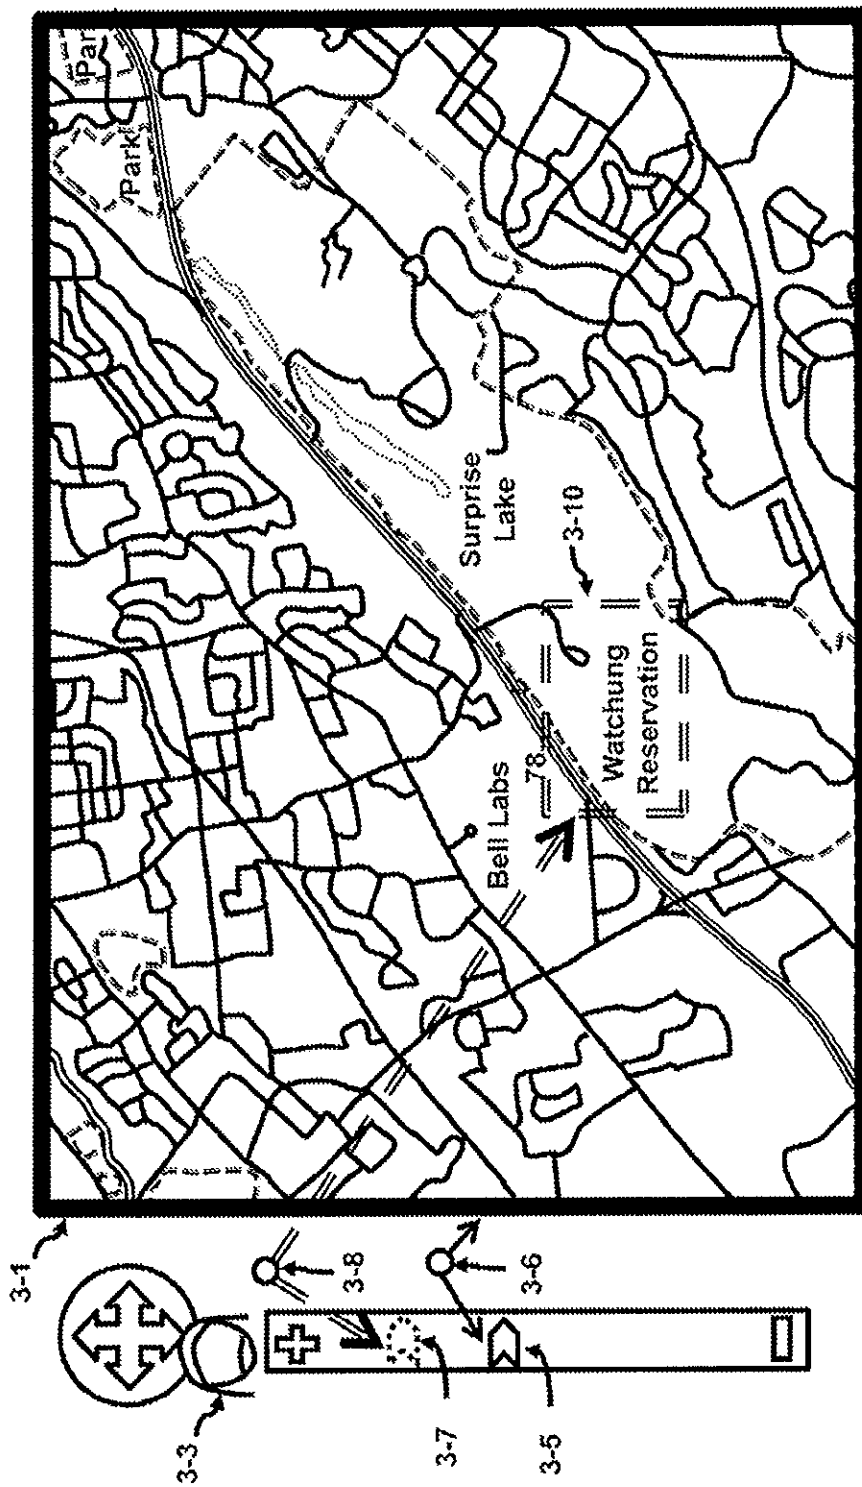 3-1
3-3
3-8
3-7
3-6
3-5
Park
Par
Surprise
Lake
3-10
Bell Labs
78
Watchung
Reservation